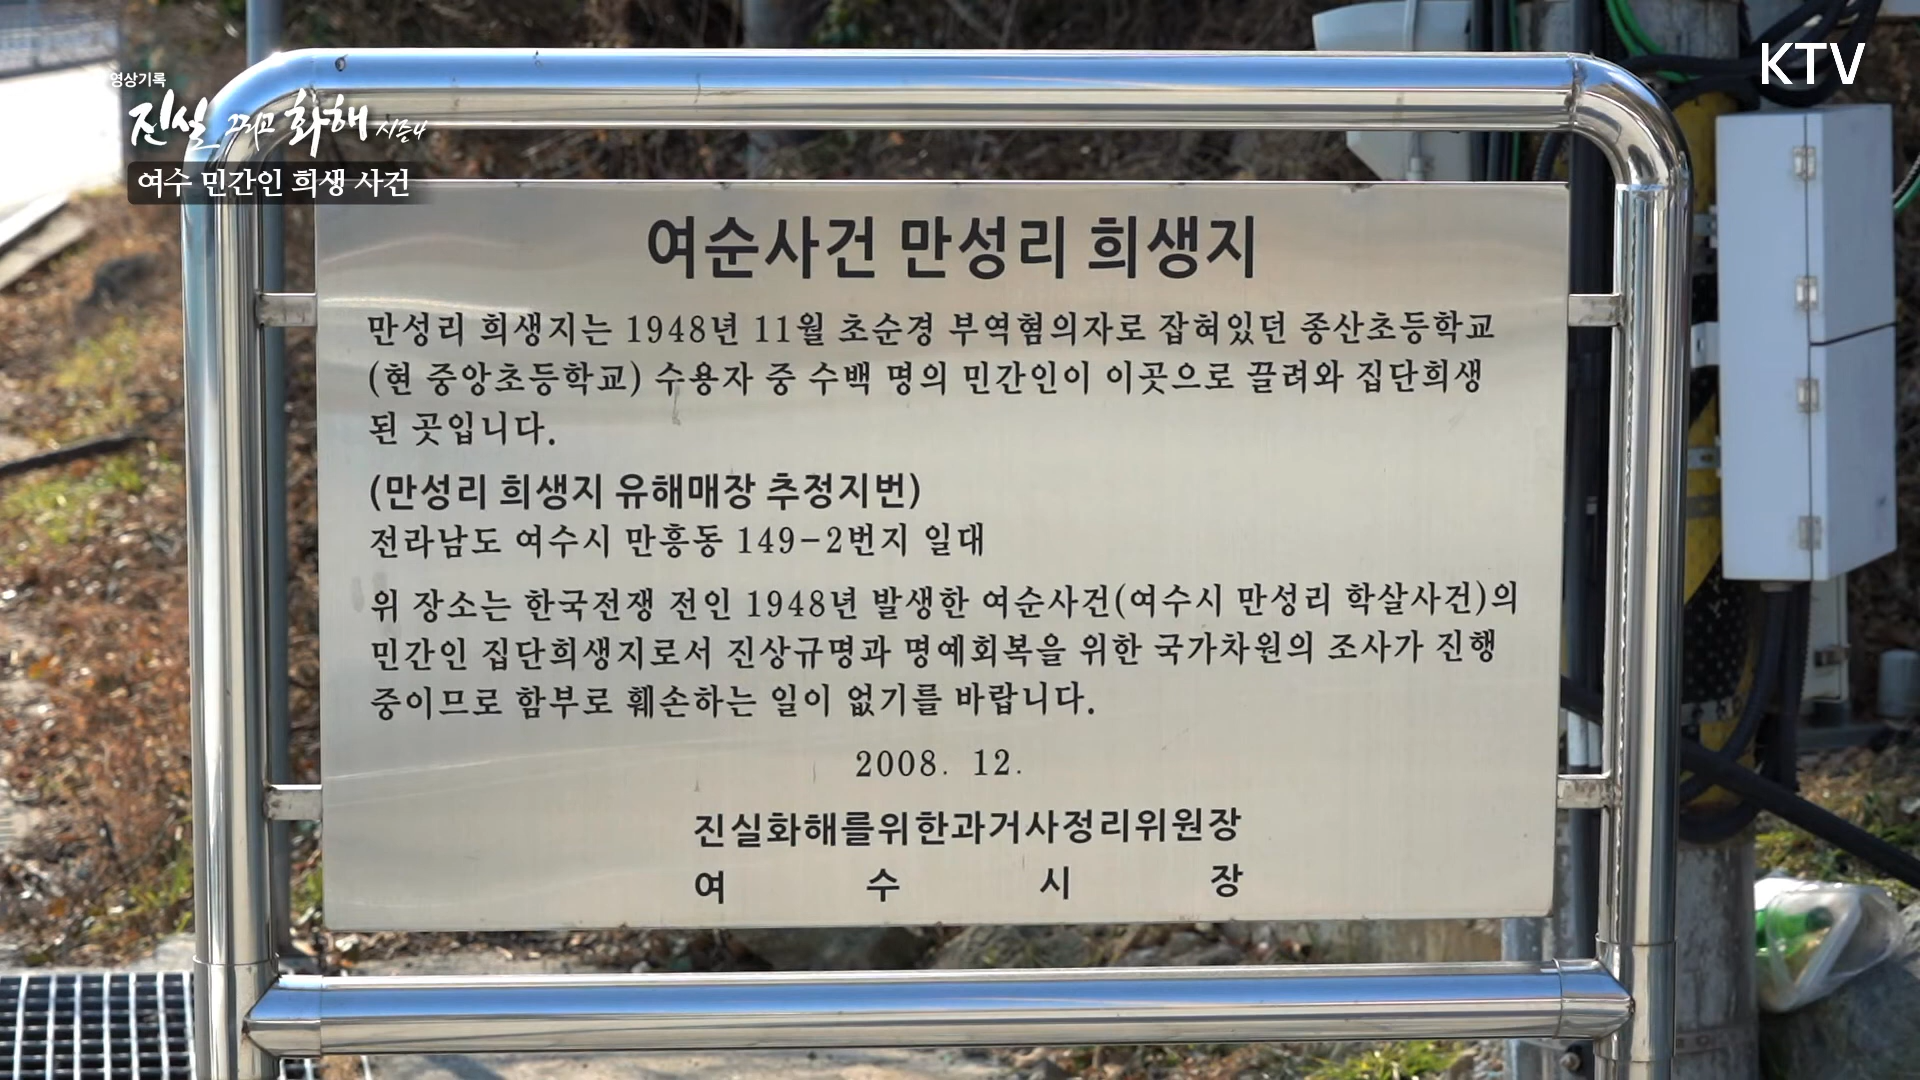 영상기록
진실 그리고 화해 시즌4
여수 민간인 희생 사건
KTV
여순사건 만성리 희생지
만성리 희생지는 1948년 11월 초순경 부역혐의자로 잡혀있던 종산초등학교
(현 중앙초등학교) 수용자 중 수백 명의 민간인이 이곳으로 끌려와 집단희생
된 곳입니다.
(만성리 희생지 유해매장 추정지번)
전라남도 여수시 만흥동 149-2번지 일대
위 장소는 한국전쟁 전인 1948년 발생한 여순사건(여수시 만성리 학살사건)의
민간인 집단희생지로서 진상규명과 명예회복을 위한 국가차원의 조사가 진행
중이므로 함부로 훼손하는 일이 없기를 바랍니다.
2008. 12.
진실화해를위한과거사정리위원장
여 수 시 장